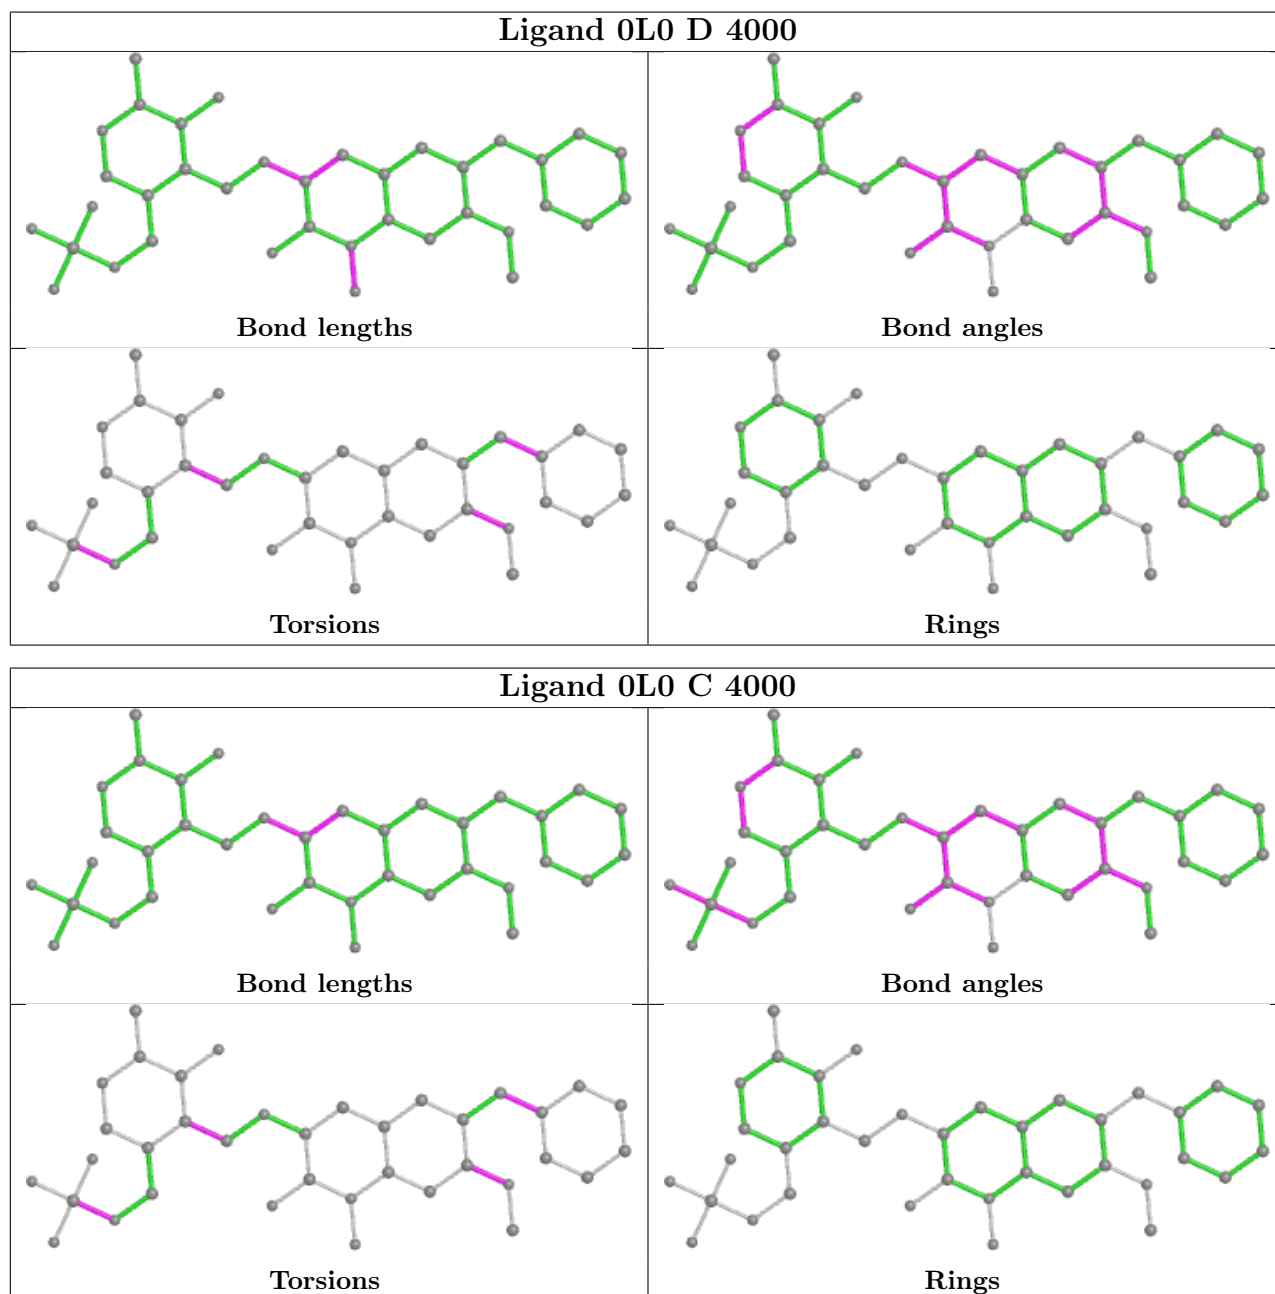 Ligand 0L0 D 4000
Bond lengths
Bond angles
Torsions
Rings
Ligand 0L0 C 4000
Bond lengths
Bond angles
Torsions
Rings